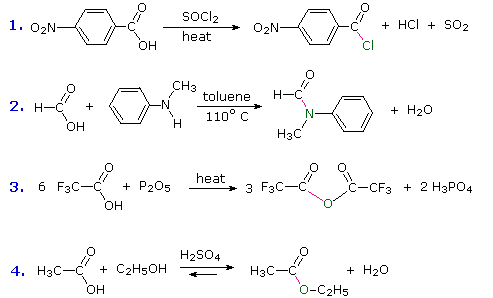 1. O₂N O OH SOCl₂ heat O₂N O Cl + HCl + SO₂
2. H O OH + CH₃ N H toluene 110° C H O N H₃C + H₂O
3. 6 F₃C O OH + P₂O₅ heat 3 F₃C O O O CF₃ + 2 H₃PO₄
4. H₃C O OH + C₂H₅OH H₂SO₄ H₃C O O–C₂H₅ + H₂O